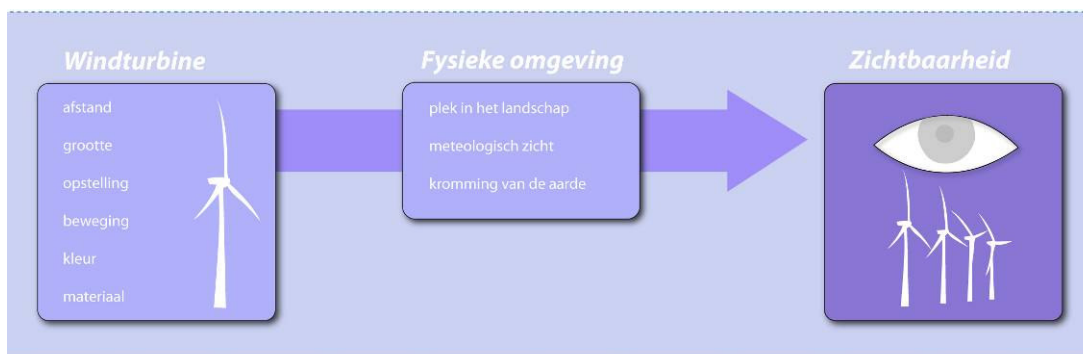 Windturbine
afstand
grootte
opstelling
beweging
kleur
materiaal
Fysieke omgeving
plek in het landschap
meteologisch zicht
kromming van de aarde
Zichtbaarheid